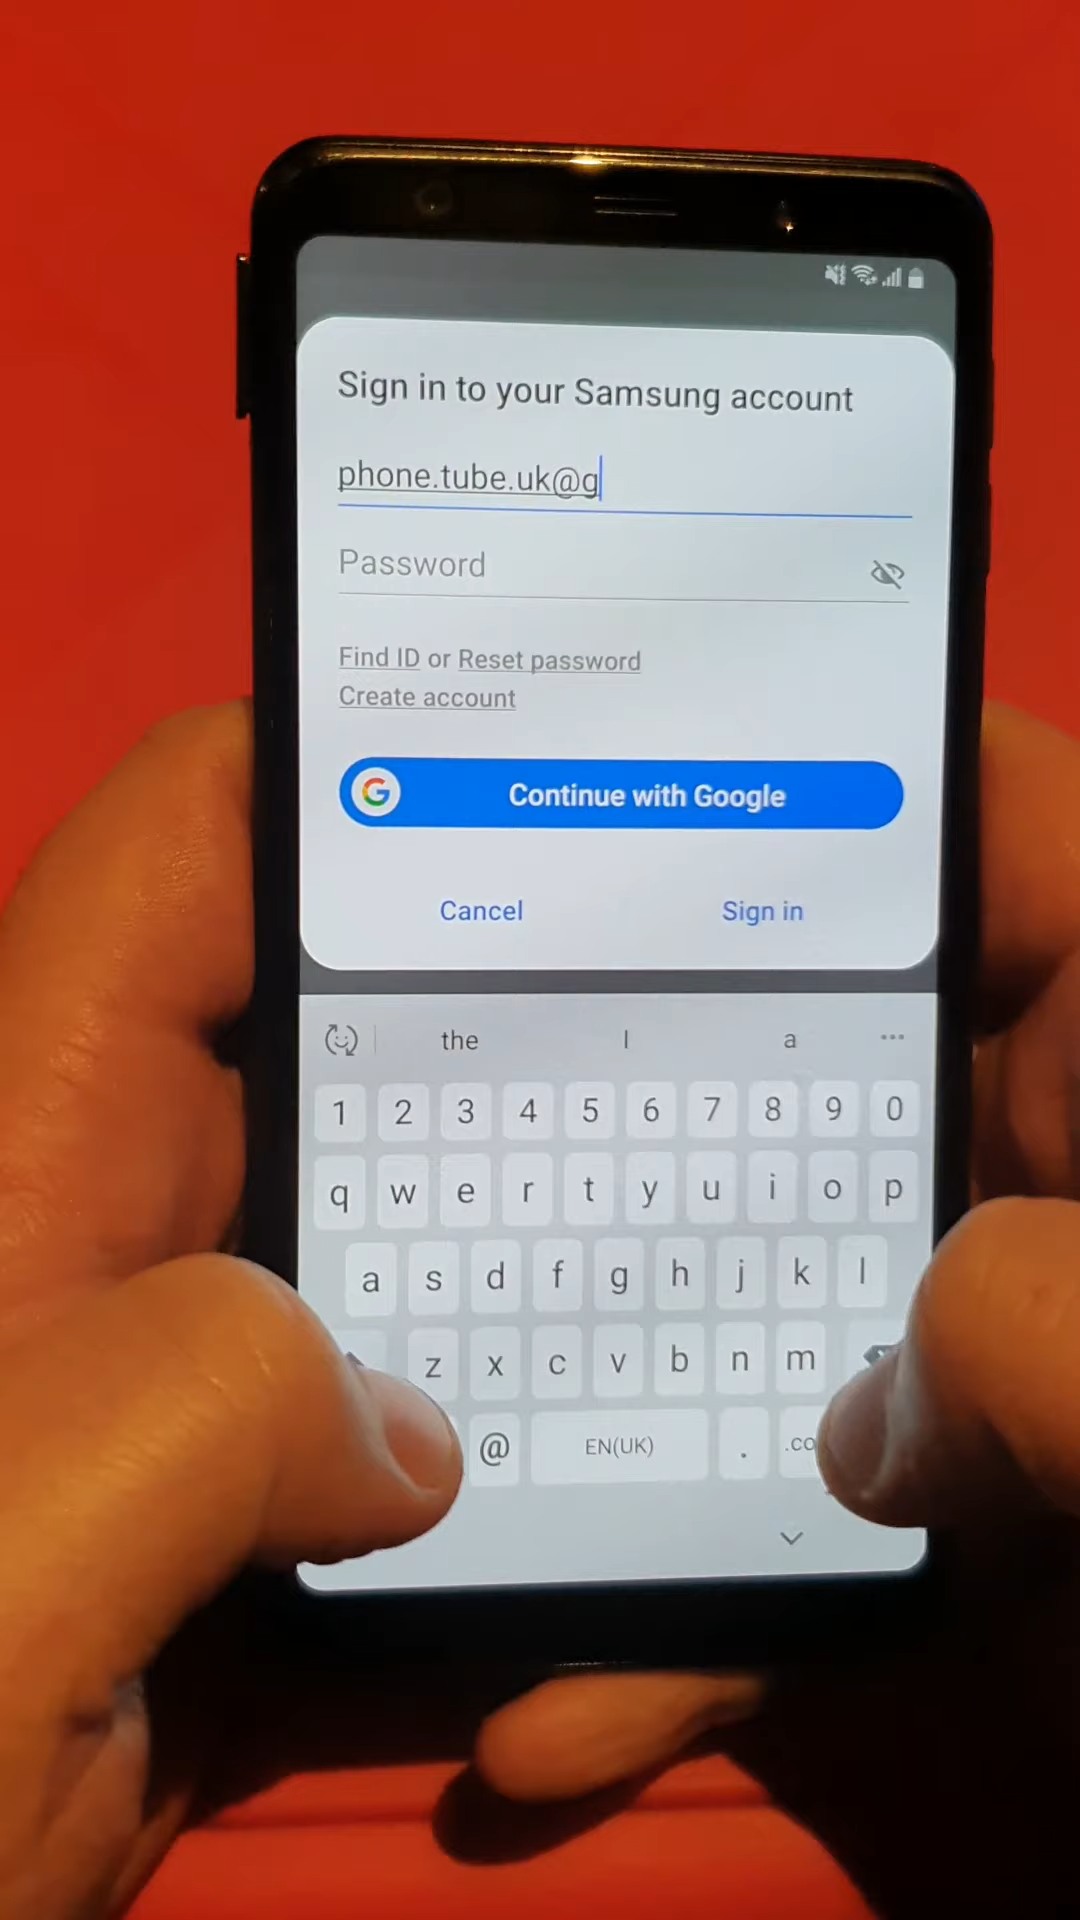 Sign in to your Samsung account
phone.tube.uk@g
Password
Find ID or Reset password
Create account
G Continue with Google
Cancel Sign in
the I a ...
1 2 3 4 5 6 7 8 9 0
q w e r t y u i o p
a s d f g h j k l
z x c v b n m
@ EN(UK) . .co